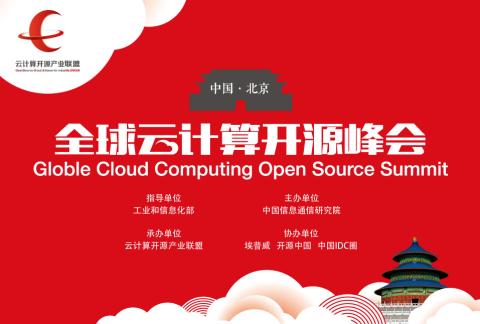 云计算开源产业联盟
中国·北京
全球云计算开源峰会
Globle Cloud Computing Open Source Summit
指导单位
工业和信息化部
主办单位
中国信息通信研究院
承办单位
云计算开源产业联盟
协办单位
埃普威 开源中国 中国IDC圈